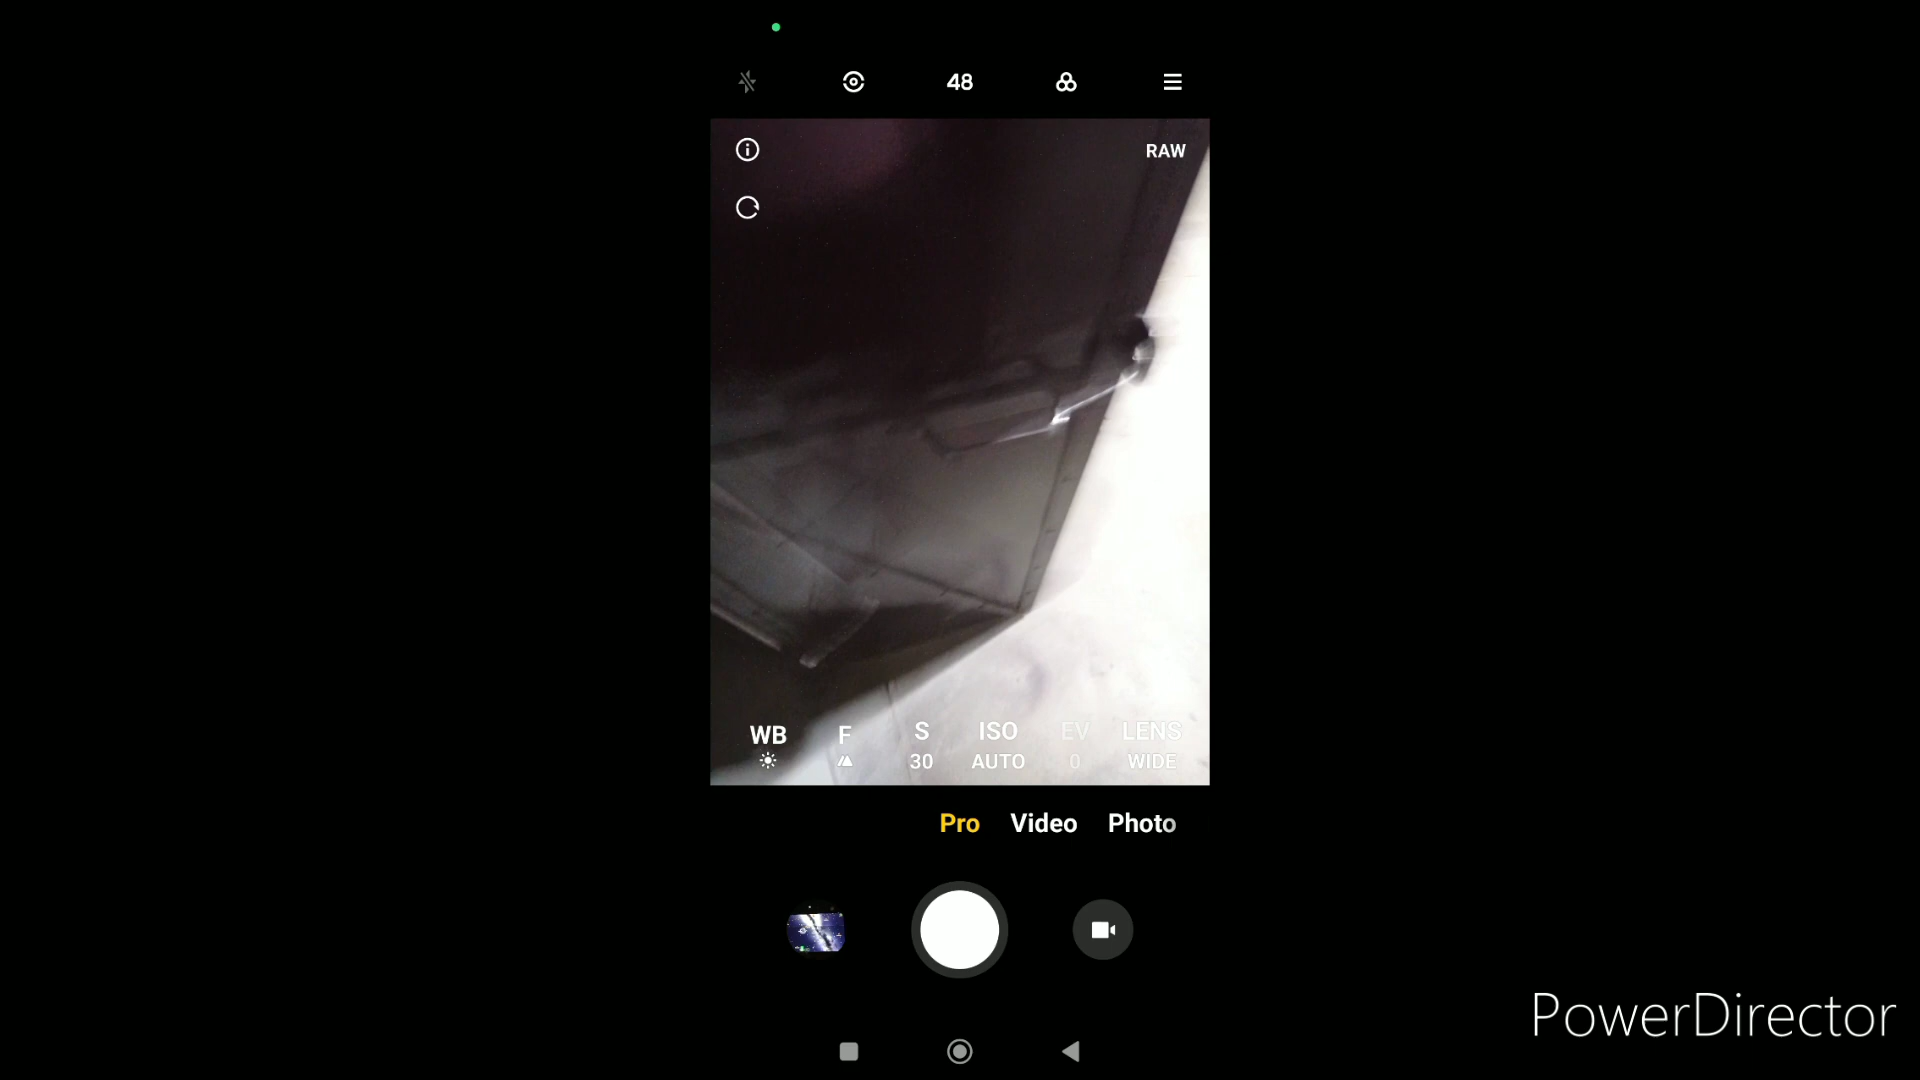 48
RAW
WB F S ISO EV LENS
30 AUTO 0 WIDE
Pro Video Photo
PowerDirector